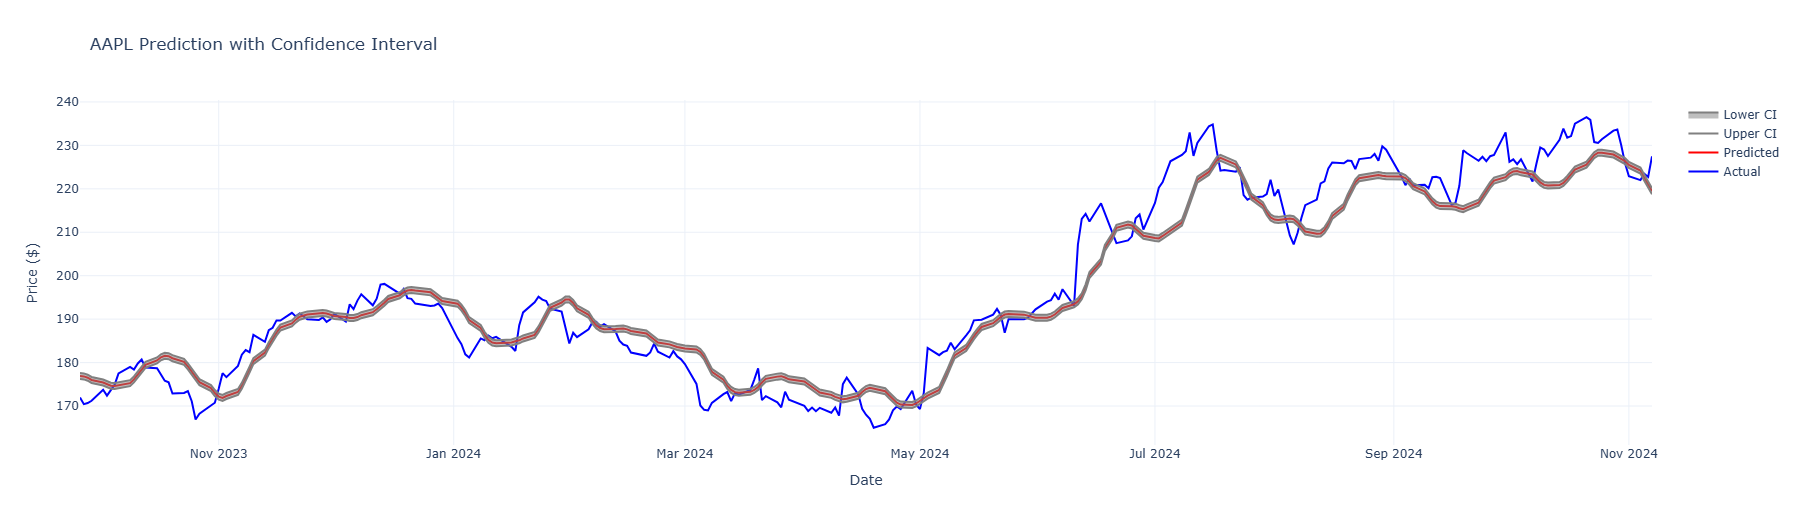 AAPL Prediction with Confidence Interval
240
230
220
210
200
190
180
170
Price ($)
Nov 2023
Jan 2024
Mar 2024
May 2024
Jul 2024
Sep 2024
Nov 2024
Date
Lower CI
Upper CI
Predicted
Actual